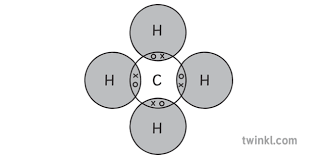 H
O X
H X O C X O H
X O
H
twinkl.com